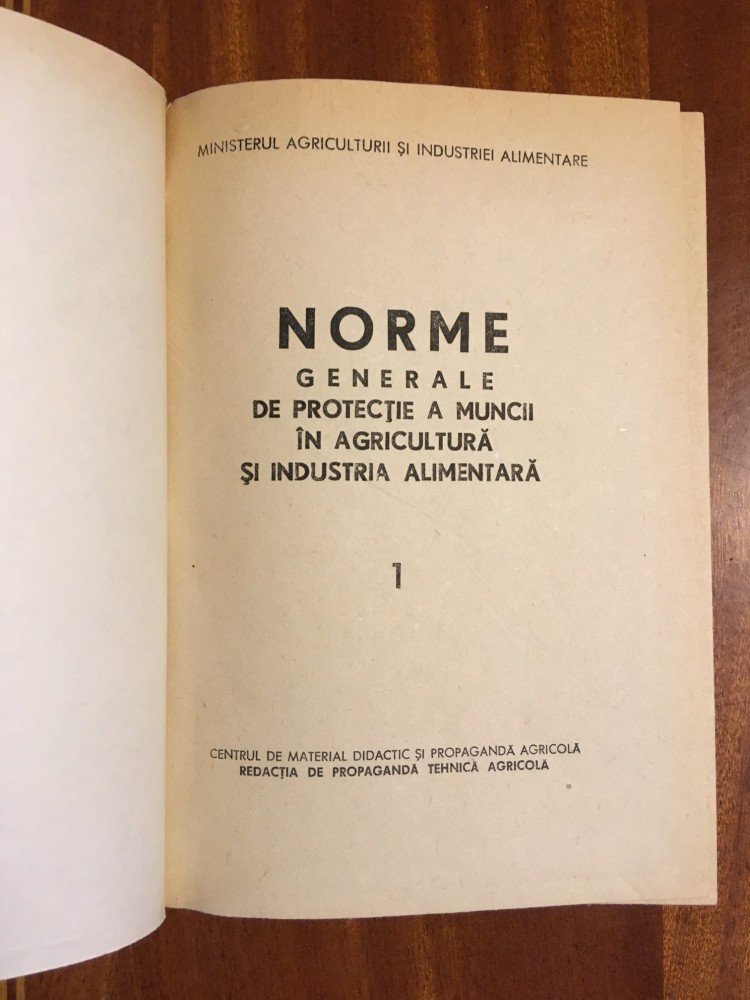 MINISTERUL AGRICULTURII ŞI INDUSTRIEI ALIMENTARE
NORME
GENERALE
DE PROTECŢIE A MUNCII
ÎN AGRICULTURĂ
ŞI INDUSTRIA ALIMENTARĂ
1
CENTRUL DE MATERIAL DIDACTIC ŞI PROPAGANDĂ AGRICOLĂ
REDACŢIA DE PROPAGANDĂ TEHNICĂ AGRICOLĂ